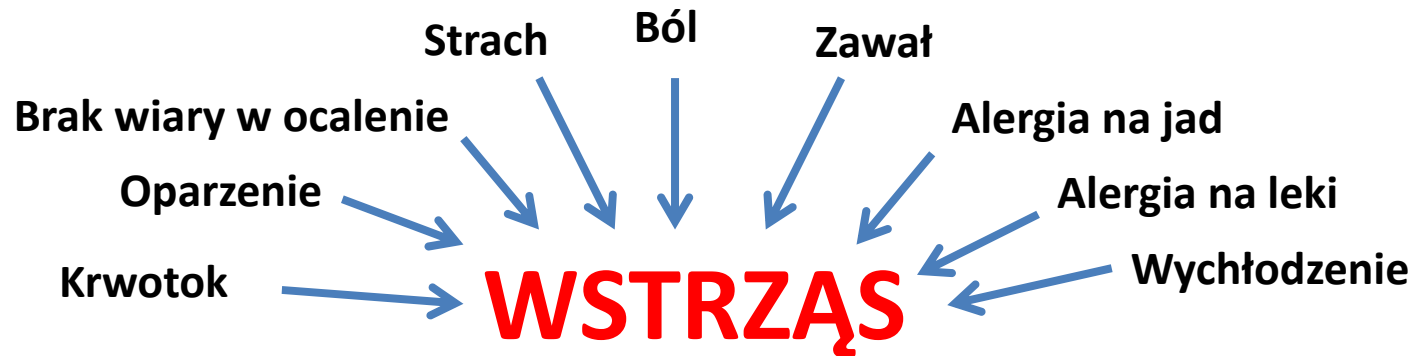 Ból
Strach
Zawał
Brak wiary w ocalenie
Alergia na jad
Oparzenie
Alergia na leki
Krwotok
Wychłodzenie
WSTRZĄS